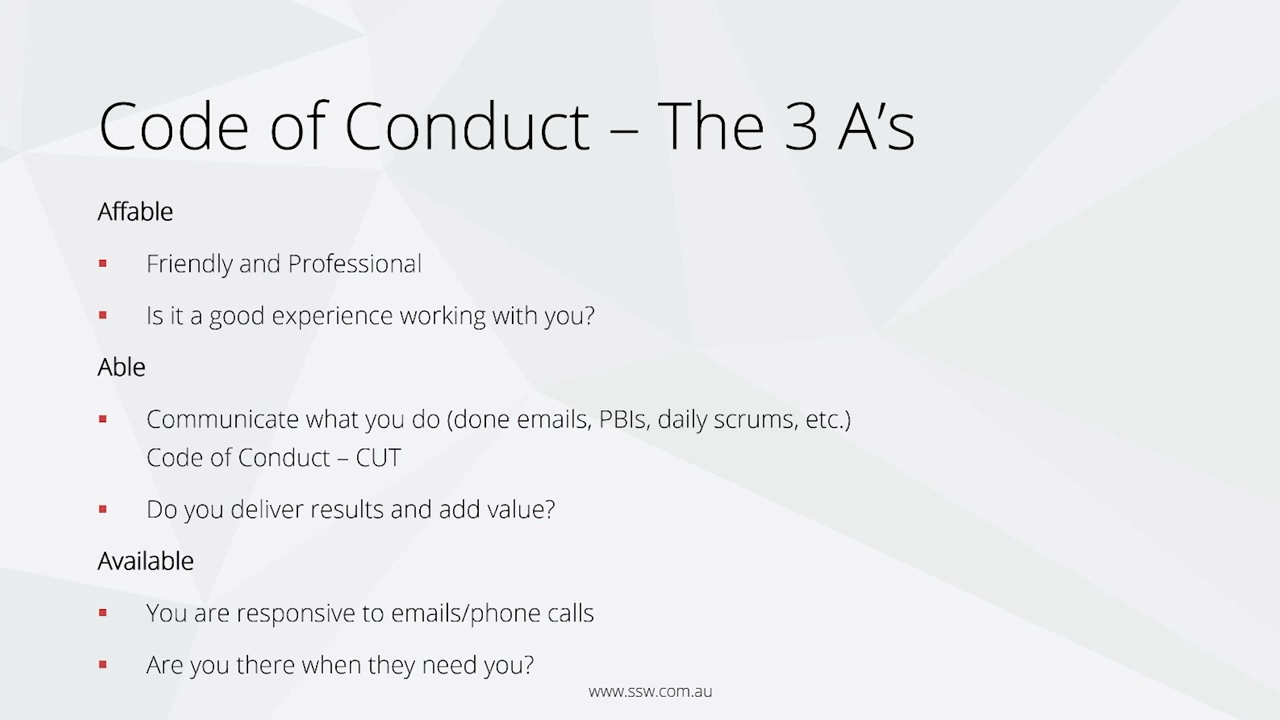 Code of Conduct – The 3 A’s
Affable
▪ Friendly and Professional
▪ Is it a good experience working with you?
Able
▪ Communicate what you do (done emails, PBIs, daily scrums, etc.)
Code of Conduct – CUT
▪ Do you deliver results and add value?
Available
▪ You are responsive to emails/phone calls
▪ Are you there when they need you?
www.ssw.com.au